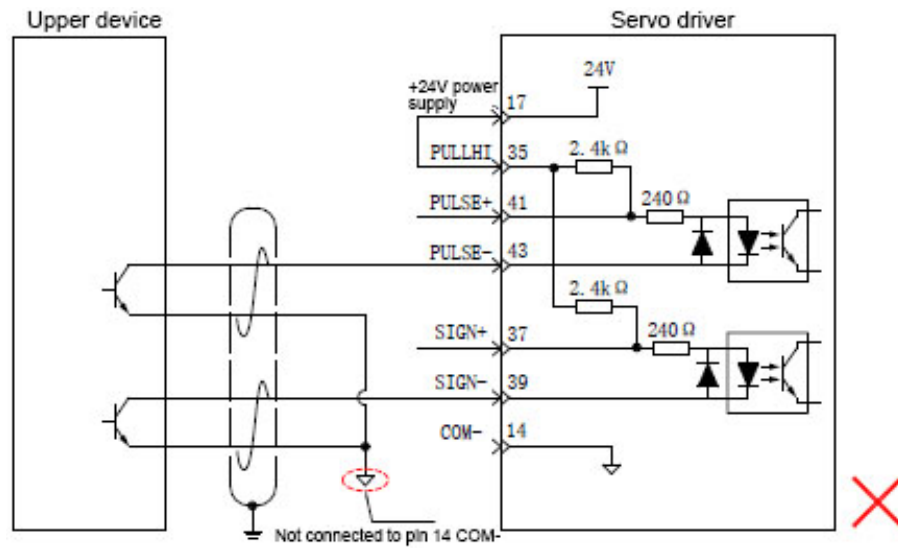 Upper device
Servo driver
24V
+24V power
supply
17
PULLHI
35
2.4kΩ
PULSE+
41
240Ω
PULSE-
43
2.4kΩ
SIGN+
37
240Ω
SIGN-
39
COM-
14
Not connected to pin 14 COM-